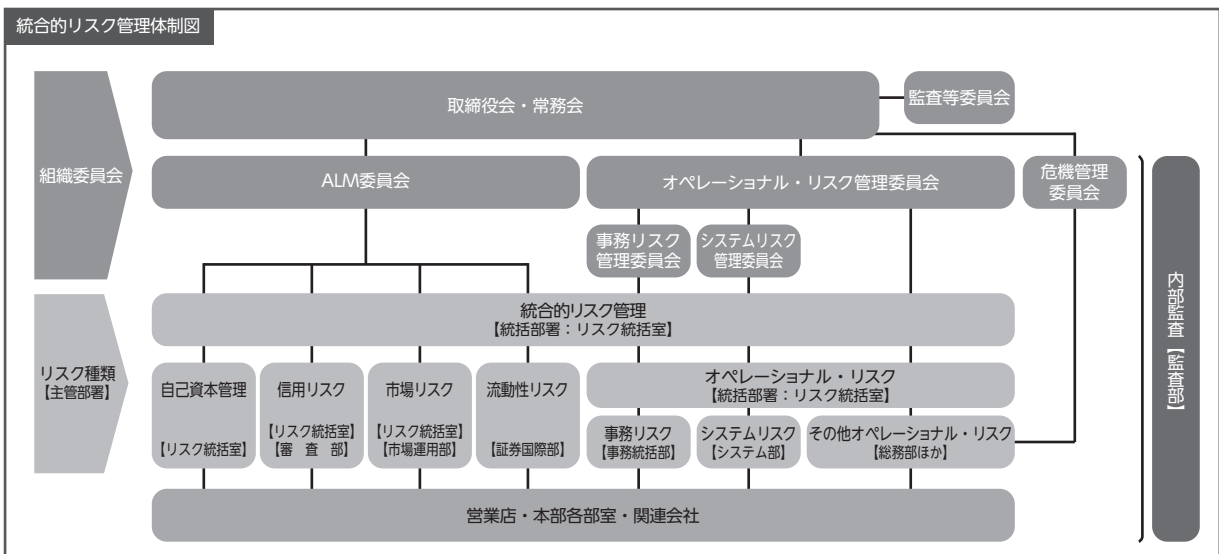 統合的リスク管理体制図
組織委員会
取締役会・常務会
監査等委員会
ALM委員会
オペレーショナル・リスク管理委員会
危機管理
委員会
事務リスク
管理委員会
システムリスク
管理委員会
リスク種類
【主管部署】
統合的リスク管理
【統括部署：リスク統括室】
自己資本管理
【リスク統括室】
信用リスク
【リスク統括室】
【審　査　部】
市場リスク
【リスク統括室】
【市場運用部】
流動性リスク
【証券国際部】
オペレーショナル・リスク
【統括部署：リスク統括室】
事務リスク
【事務統括部】
システムリスク
【システム部】
その他オペレーショナル・リスク
【総務部ほか】
営業店・本部各部室・関連会社
内部監査【監査部】